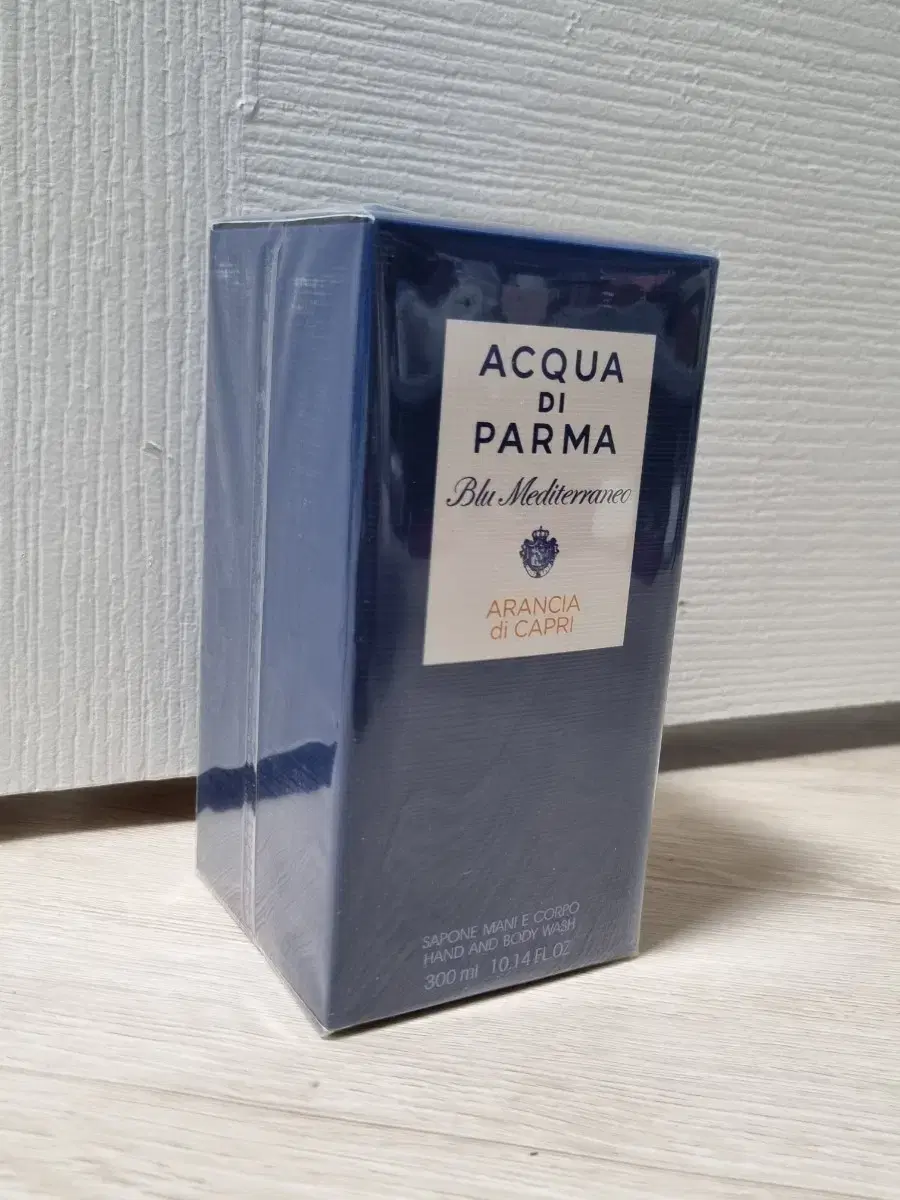 ACQUA
DI
PARMA
Blu Mediterraneo
ARANCIA
di CAPRI
SAPONE MANI E CORPO
HAND AND BODY WASH
300 ml 10.14 FL.OZ